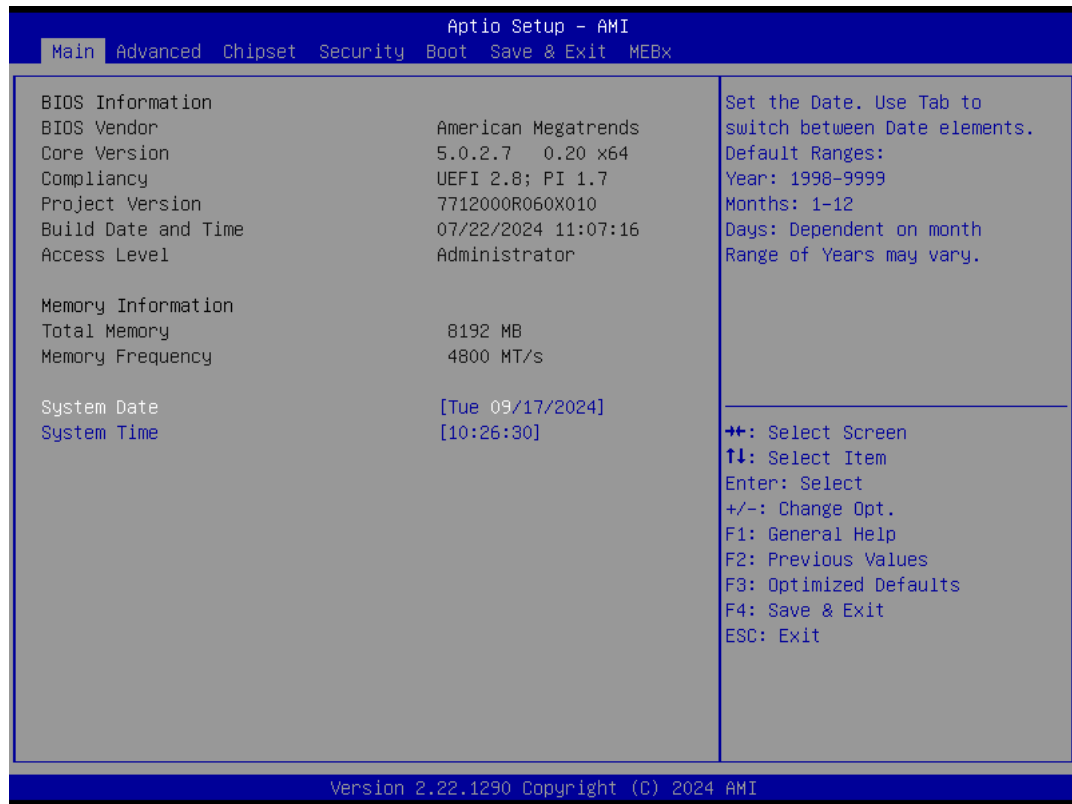 Aptio Setup – AMI
Main Advanced Chipset Security Boot Save & Exit MEBx
BIOS Information
BIOS Vendor American Megatrends
Core Version 5.0.2.7 0.20 x64
Compliancy UEFI 2.8; PI 1.7
Project Version 7712000R060X010
Build Date and Time 07/22/2024 11:07:16
Access Level Administrator
Memory Information
Total Memory 8192 MB
Memory Frequency 4800 MT/s
System Date [Tue 09/17/2024]
System Time [10:26:30]
Set the Date. Use Tab to
switch between Date elements.
Default Ranges:
Year: 1998–9999
Months: 1–12
Days: Dependent on month
Range of Years may vary.
→←: Select Screen
↑↓: Select Item
Enter: Select
+/–: Change Opt.
F1: General Help
F2: Previous Values
F3: Optimized Defaults
F4: Save & Exit
ESC: Exit
Version 2.22.1290 Copyright (C) 2024 AMI